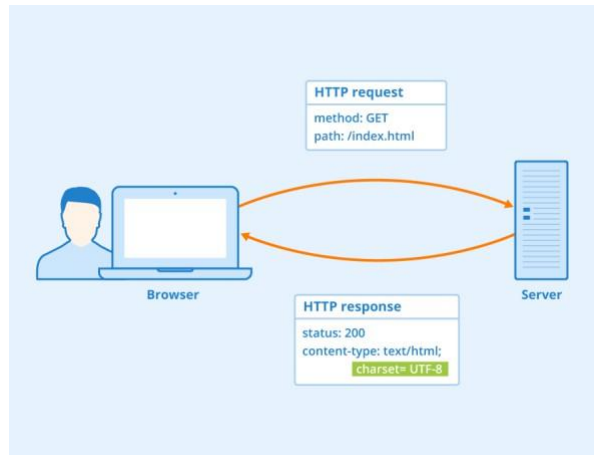 HTTP request
method: GET
path: /index.html
Browser
Server
HTTP response
status: 200
content-type: text/html;
charset= UTF-8